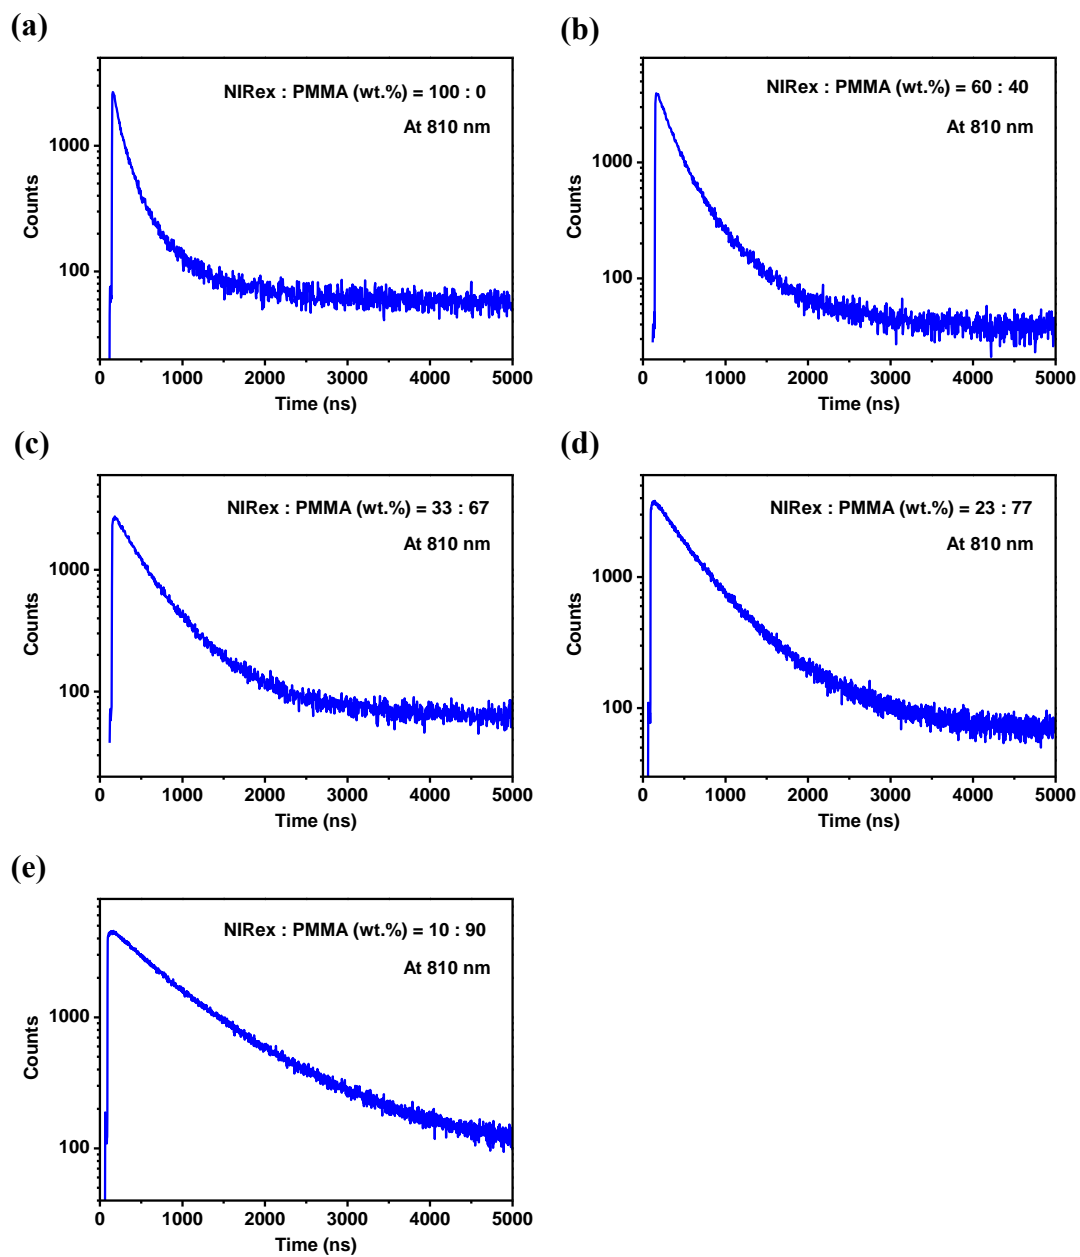 (a)
NIRex : PMMA (wt.%) = 100 : 0
At 810 nm
1000
100
Counts
0 1000 2000 3000 4000 5000
Time (ns)
(b)
NIRex : PMMA (wt.%) = 60 : 40
At 810 nm
1000
100
Counts
0 1000 2000 3000 4000 5000
Time (ns)
(c)
NIRex : PMMA (wt.%) = 33 : 67
At 810 nm
1000
100
Counts
0 1000 2000 3000 4000 5000
Time (ns)
(d)
NIRex : PMMA (wt.%) = 23 : 77
At 810 nm
1000
100
Counts
0 1000 2000 3000 4000 5000
Time (ns)
(e)
NIRex : PMMA (wt.%) = 10 : 90
At 810 nm
1000
100
Counts
0 1000 2000 3000 4000 5000
Time (ns)